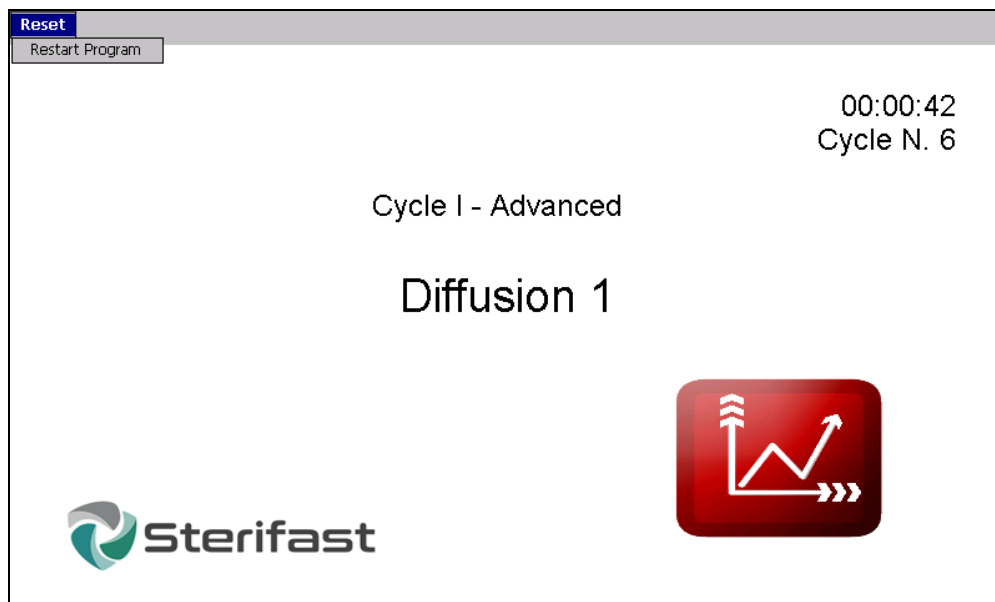 Reset
Restart Program
00:00:42
Cycle N. 6
Cycle I - Advanced
Diffusion 1
Sterifast